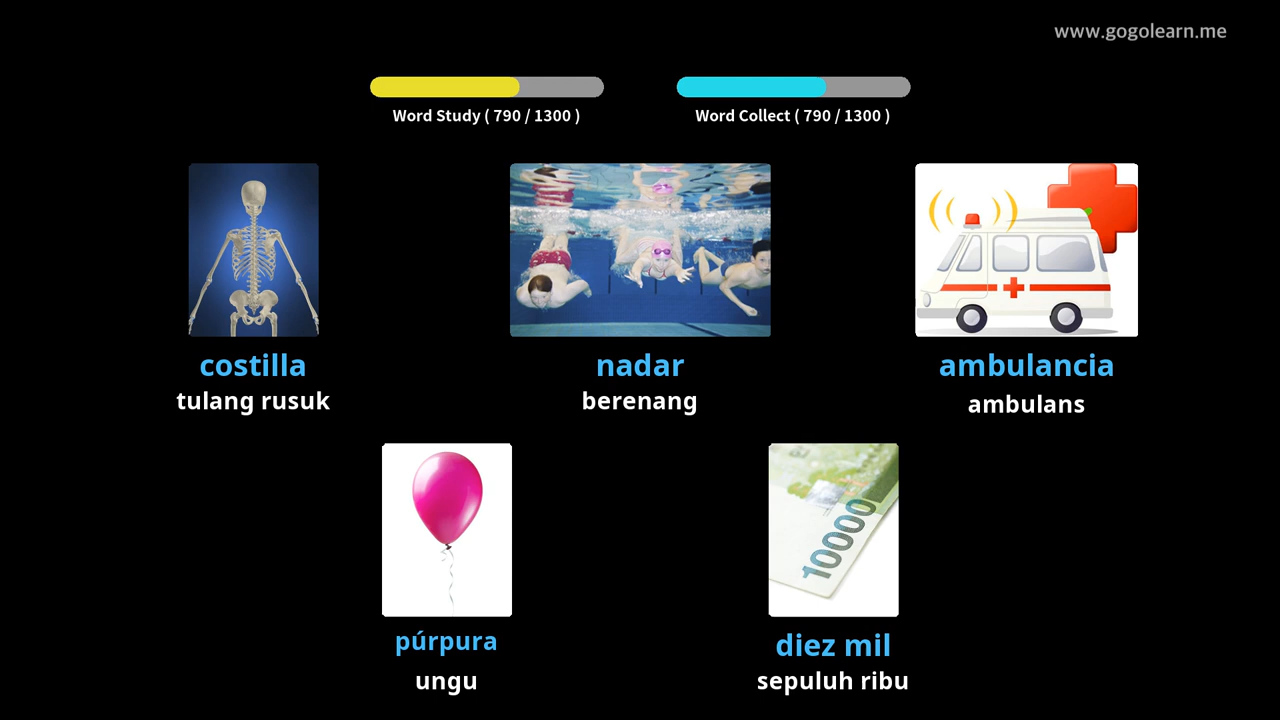 www.gogolearn.me
Word Study ( 790 / 1300 )
Word Collect ( 790 / 1300 )
costilla
tulang rusuk
nadar
berenang
ambulancia
ambulans
10000
púrpura
ungu
diez mil
sepuluh ribu